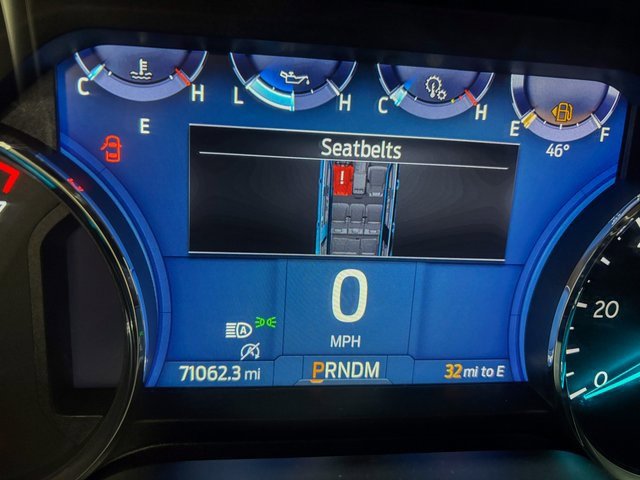 C H L H C H E F
E
46°
Seatbelts
0
MPH
A
71062.3 mi
PRNDM
32 mi to E
20
0